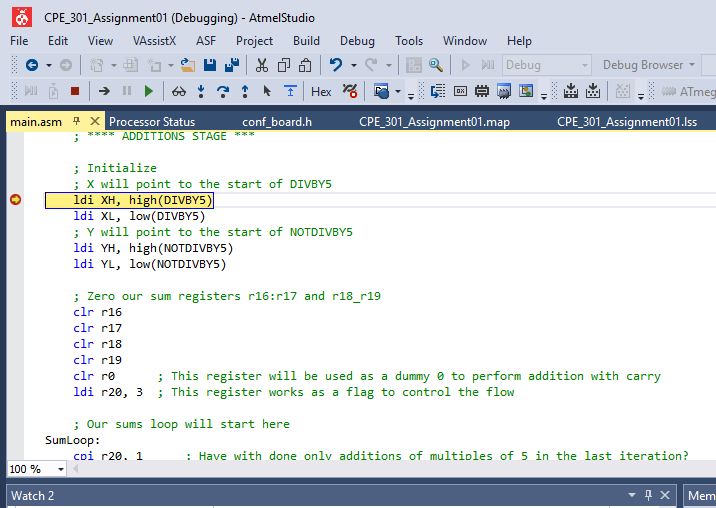 CPE_301_Assignment01 (Debugging) - AtmelStudio
File Edit View VAssistX ASF Project Build Debug Tools Window Help
Debug Debug Browser
Hex ATmeg
main.asm Processor Status conf_board.h CPE_301_Assignment01.map CPE_301_Assignment01.lss
; **** ADDITIONS STAGE ***
; Initialize
; X will point to the start of DIVBY5
ldi XH, high(DIVBY5)
ldi XL, low(DIVBY5)
; Y will point to the start of NOTDIVBY5
ldi YH, high(NOTDIVBY5)
ldi YL, low(NOTDIVBY5)
; Zero our sum registers r16:r17 and r18_r19
clr r16
clr r17
clr r18
clr r19
clr r0 ; This register will be used as a dummy 0 to perform addition with carry
ldi r20, 3 ; This register works as a flag to control the flow
; Our sums loop will start here
SumLoop:
cpi r20, 1 ; Have with done only additions of multiples of 5 in the last iteration?
100 %
Watch 2 Mem